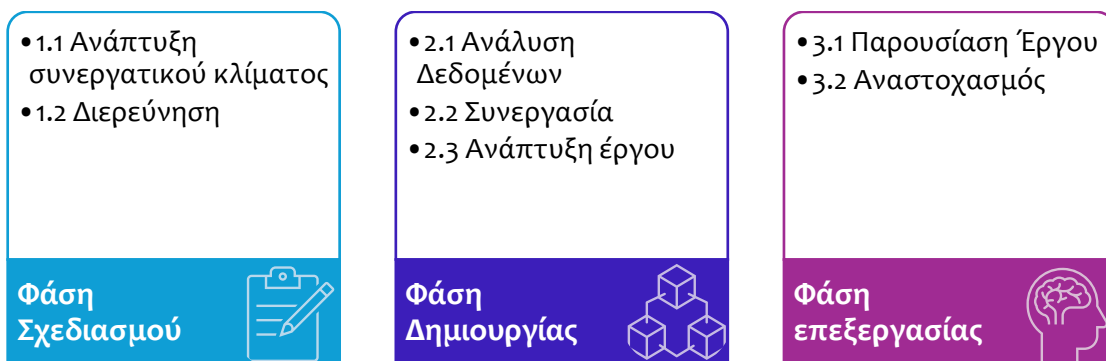 •1.1 Ανάπτυξη
συνεργατικού κλίματος
•1.2 Διερεύνηση
Φάση
Σχεδιασμού
•2.1 Ανάλυση
Δεδομένων
•2.2 Συνεργασία
•2.3 Ανάπτυξη έργου
Φάση
Δημιουργίας
•3.1 Παρουσίαση Έργου
•3.2 Αναστοχασμός
Φάση
επεξεργασίας